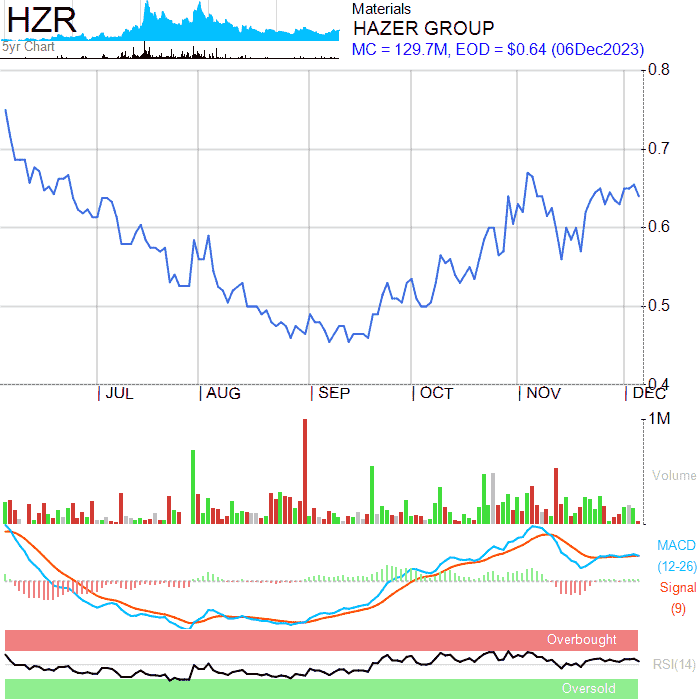 HZR
5yr Chart
Materials
HAZER GROUP
MC = 129.7M, EOD = $0.64 (06Dec2023)
0.8
0.7
0.6
0.5
0.4
JUL
AUG
SEP
OCT
NOV
DEC
1M
Volume
MACD
(12-26)
Signal
(9)
Overbought
RSI(14)
Oversold